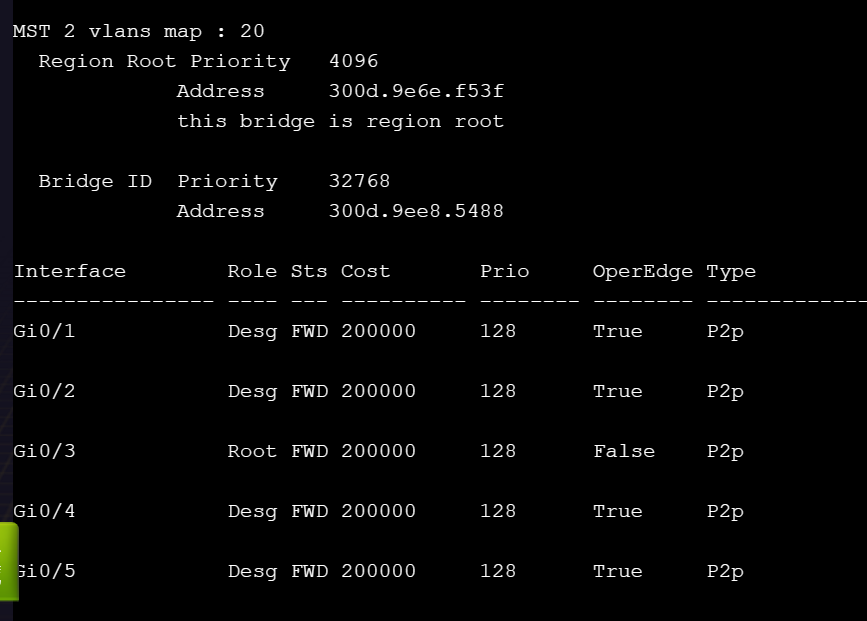 MST 2 vlans map : 20
Region Root Priority 4096
Address 300d.9e6e.f53f
this bridge is region root
Bridge ID Priority 32768
Address 300d.9ee8.5488
Interface Role Sts Cost Prio OperEdge Type
---------------- ---- --- ---------- -------- -------- -------------
Gi0/1 Desg FWD 200000 128 True P2p
Gi0/2 Desg FWD 200000 128 True P2p
Gi0/3 Root FWD 200000 128 False P2p
Gi0/4 Desg FWD 200000 128 True P2p
Gi0/5 Desg FWD 200000 128 True P2p